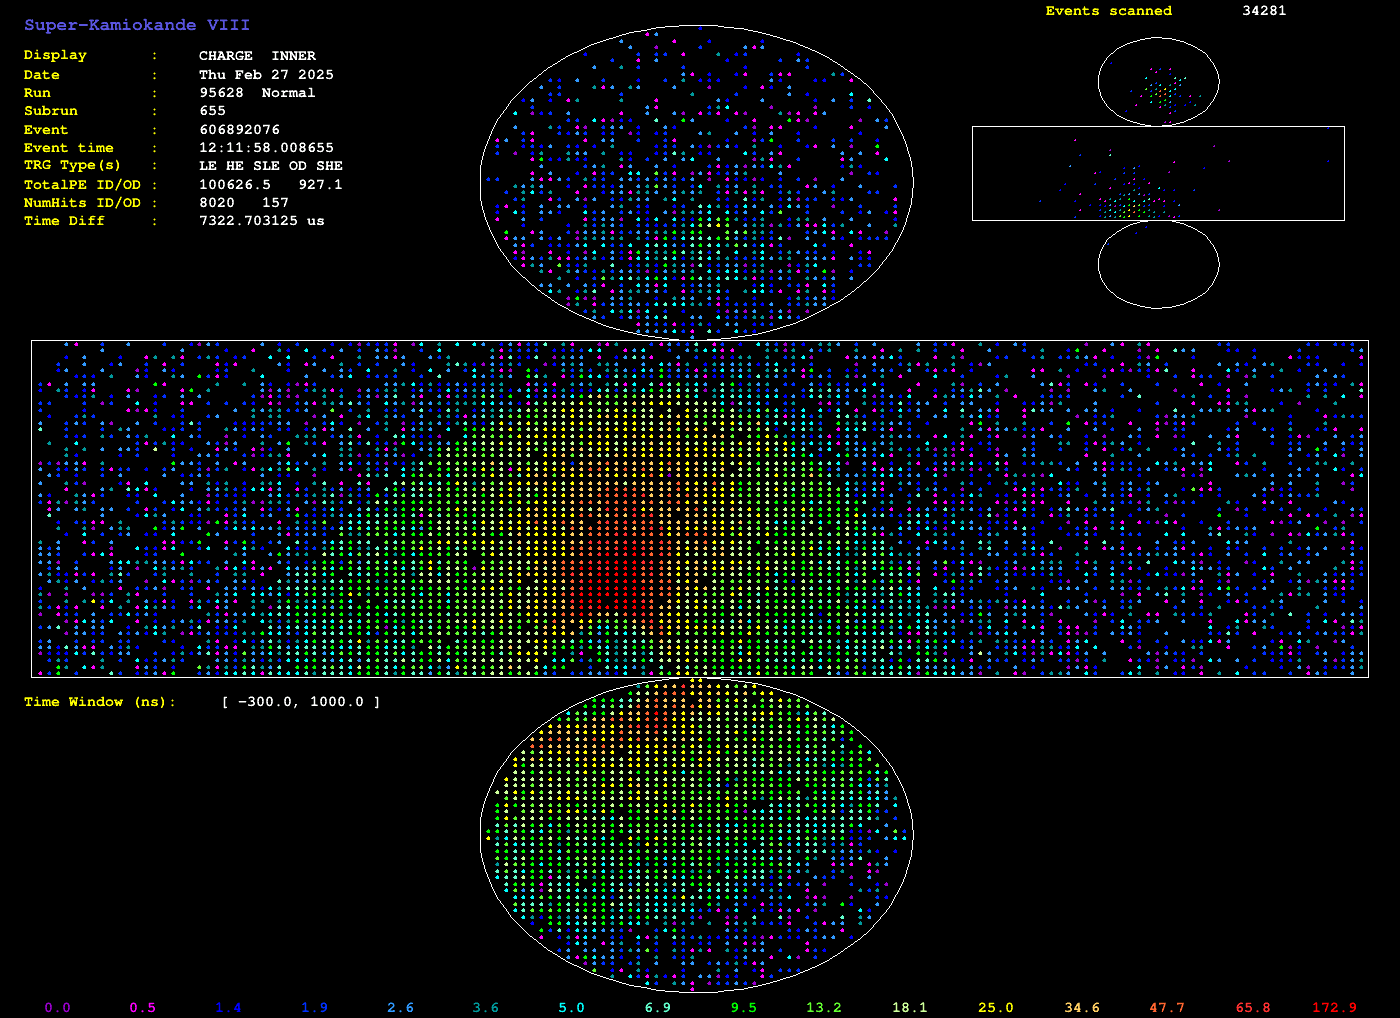 Super-Kamiokande VIII
Events scanned 34281
Display : CHARGE INNER
Date : Thu Feb 27 2025
Run : 95628 Normal
Subrun : 655
Event : 606892076
Event time : 12:11:58.008655
TRG Type(s) : LE HE SLE OD SHE
TotalPE ID/OD : 100626.5 927.1
NumHits ID/OD : 8020 157
Time Diff : 7322.703125 us
Time Window (ns): [ -300.0, 1000.0 ]
0.0 0.5 1.4 1.9 2.6 3.6 5.0 6.9 9.5 13.2 18.1 25.0 34.6 47.7 65.8 172.9